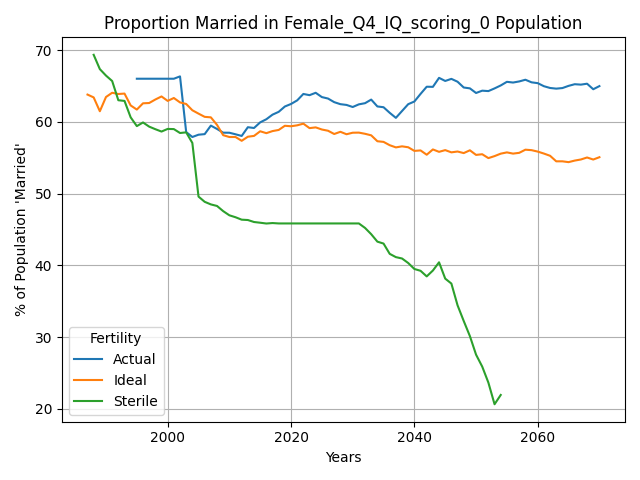 Proportion Married in Female_Q4_IQ_scoring_0 Population
% of Population 'Married'
70
60
50
40
30
20
Fertility
Actual
Ideal
Sterile
2000
2020
2040
2060
Years